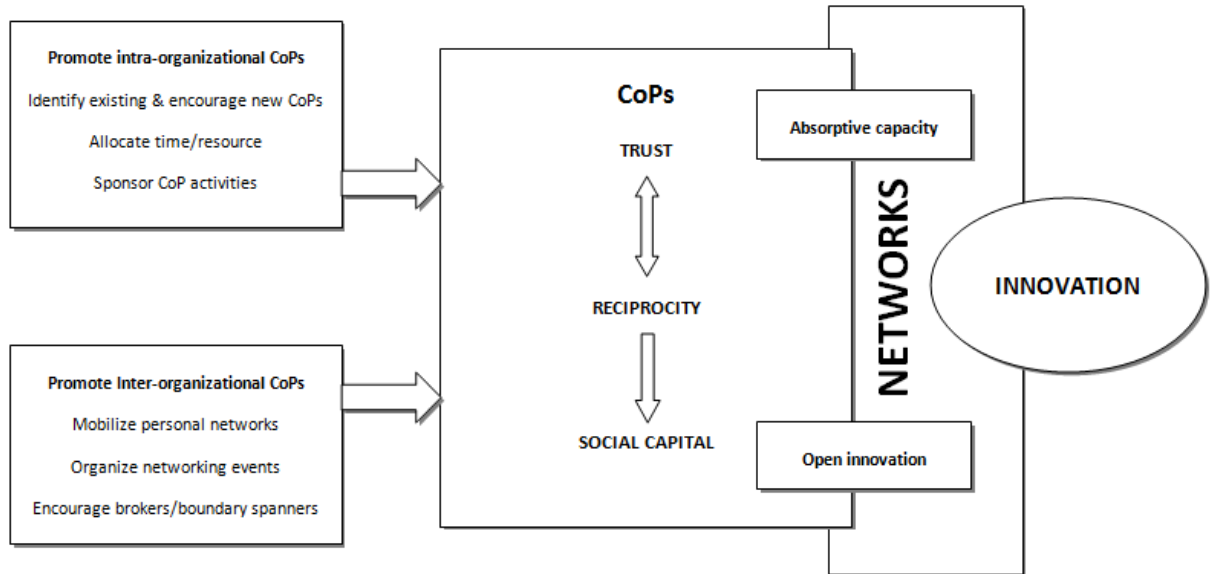 Promote intra-organizational CoPs
Identify existing & encourage new CoPs
Allocate time/resource
Sponsor CoP activities
Promote Inter-organizational CoPs
Mobilize personal networks
Organize networking events
Encourage brokers/boundary spanners
CoPs
TRUST
RECIPROCITY
SOCIAL CAPITAL
Absorptive capacity
Open innovation
NETWORKS
INNOVATION